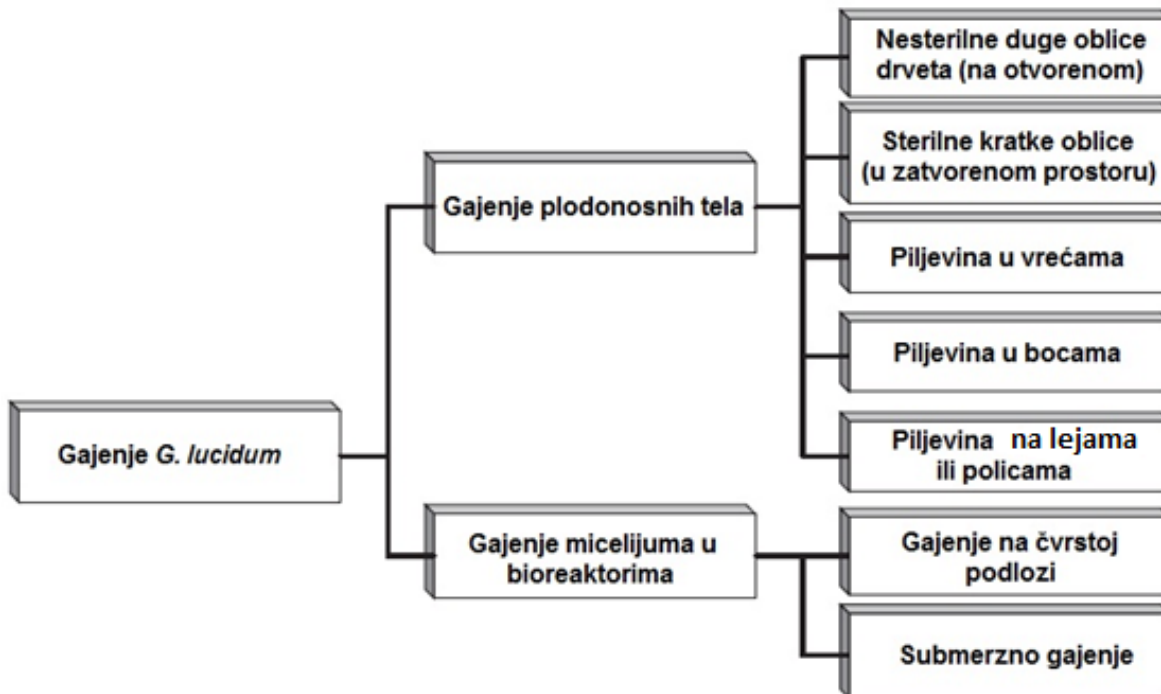 Gajenje G. lucidum
Gajenje plodonosnih tela
Nesterilne duge oblice
drveta (na otvorenom)
Sterilne kratke oblice
(u zatvorenom prostoru)
Piljevina u vrećama
Piljevina u bocama
Piljevina na lejama
ili policama
Gajenje micelijuma u
bioreaktorima
Gajenje na čvrstoj
podlozi
Submerzno gajenje